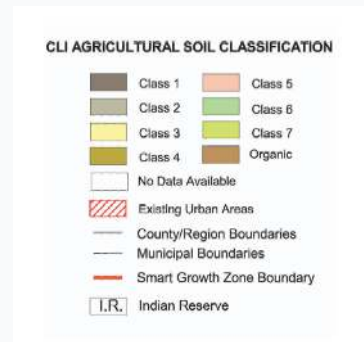 CLI AGRICULTURAL SOIL CLASSIFICATION
Class 1 Class 5
Class 2 Class 6
Class 3 Class 7
Class 4 Organic
No Data Available
Existing Urban Areas
County/Region Boundaries
Municipal Boundaries
Smart Growth Zone Boundary
I.R. Indian Reserve